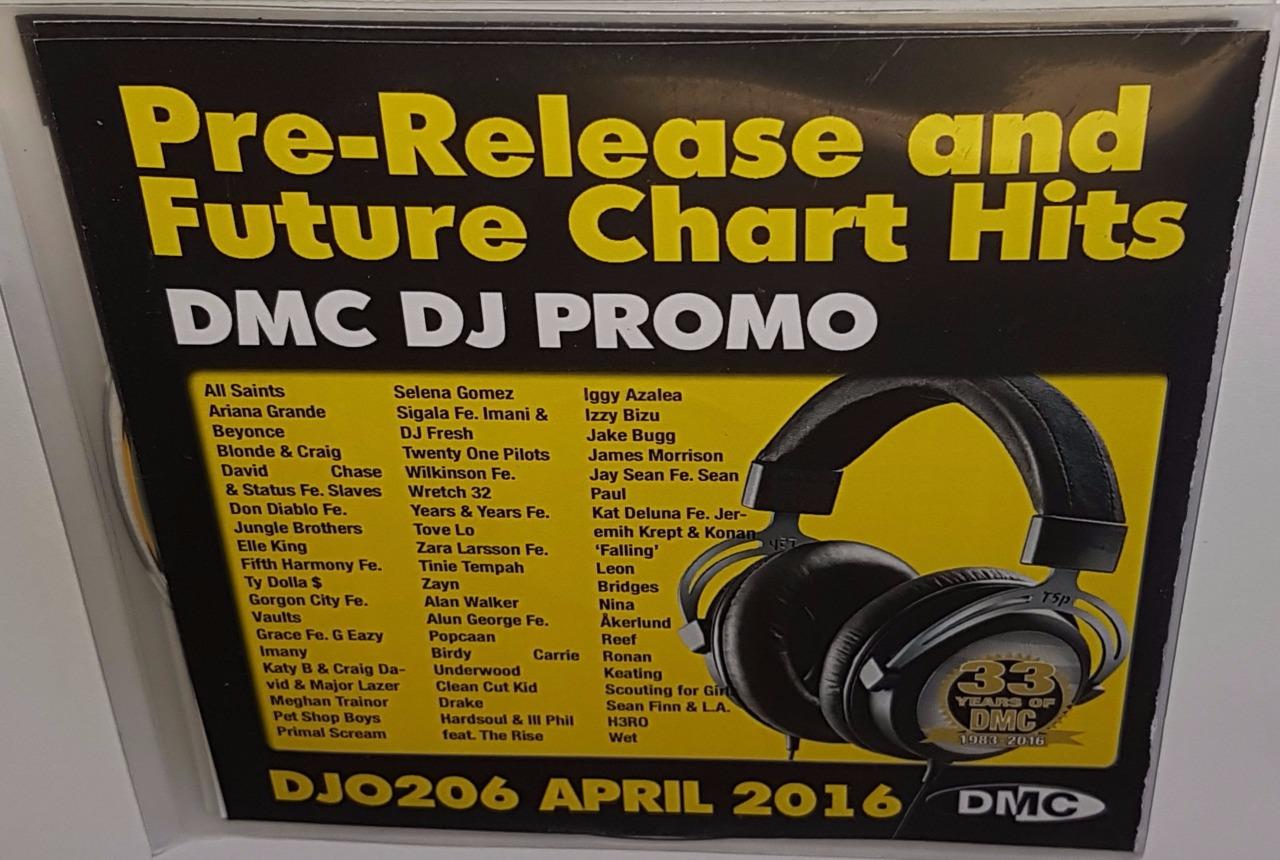 Pre-Release and
Future Chart Hits
DMC DJ PROMO
All Saints
Ariana Grande
Beyonce
Blonde & Craig
David Chase
& Status Fe. Slaves
Don Diablo Fe.
Jungle Brothers
Elle King
Fifth Harmony Fe.
Ty Dolla $
Gorgon City Fe.
Vaults
Grace Fe. G Eazy
Imany
Katy B & Craig Da-
vid & Major Lazer
Meghan Trainor
Pet Shop Boys
Primal Scream
Selena Gomez
Sigala Fe. Imani &
DJ Fresh
Twenty One Pilots
Wilkinson Fe.
Wretch 32
Years & Years Fe.
Tove Lo
Zara Larsson Fe.
Tinie Tempah
Zayn
Alan Walker
Alun George Fe.
Popcaan
Birdy Carrie
Underwood
Clean Cut Kid
Drake
Hardsoul & Ill Phil
feat. The Rise
Iggy Azalea
Izzy Bizu
Jake Bugg
James Morrison
Jay Sean Fe. Sean
Paul
Kat Deluna Fe. Jer-
emih Krept & Konan
‘Falling’
Leon
Bridges
Nina
Åkerlund
Reef
Ronan
Keating
Scouting for Girls
Sean Finn & L.A.
H3RO
Wet
T5p
33
YEARS OF
DMC
1983-2016
DJO206 APRIL 2016
DMC